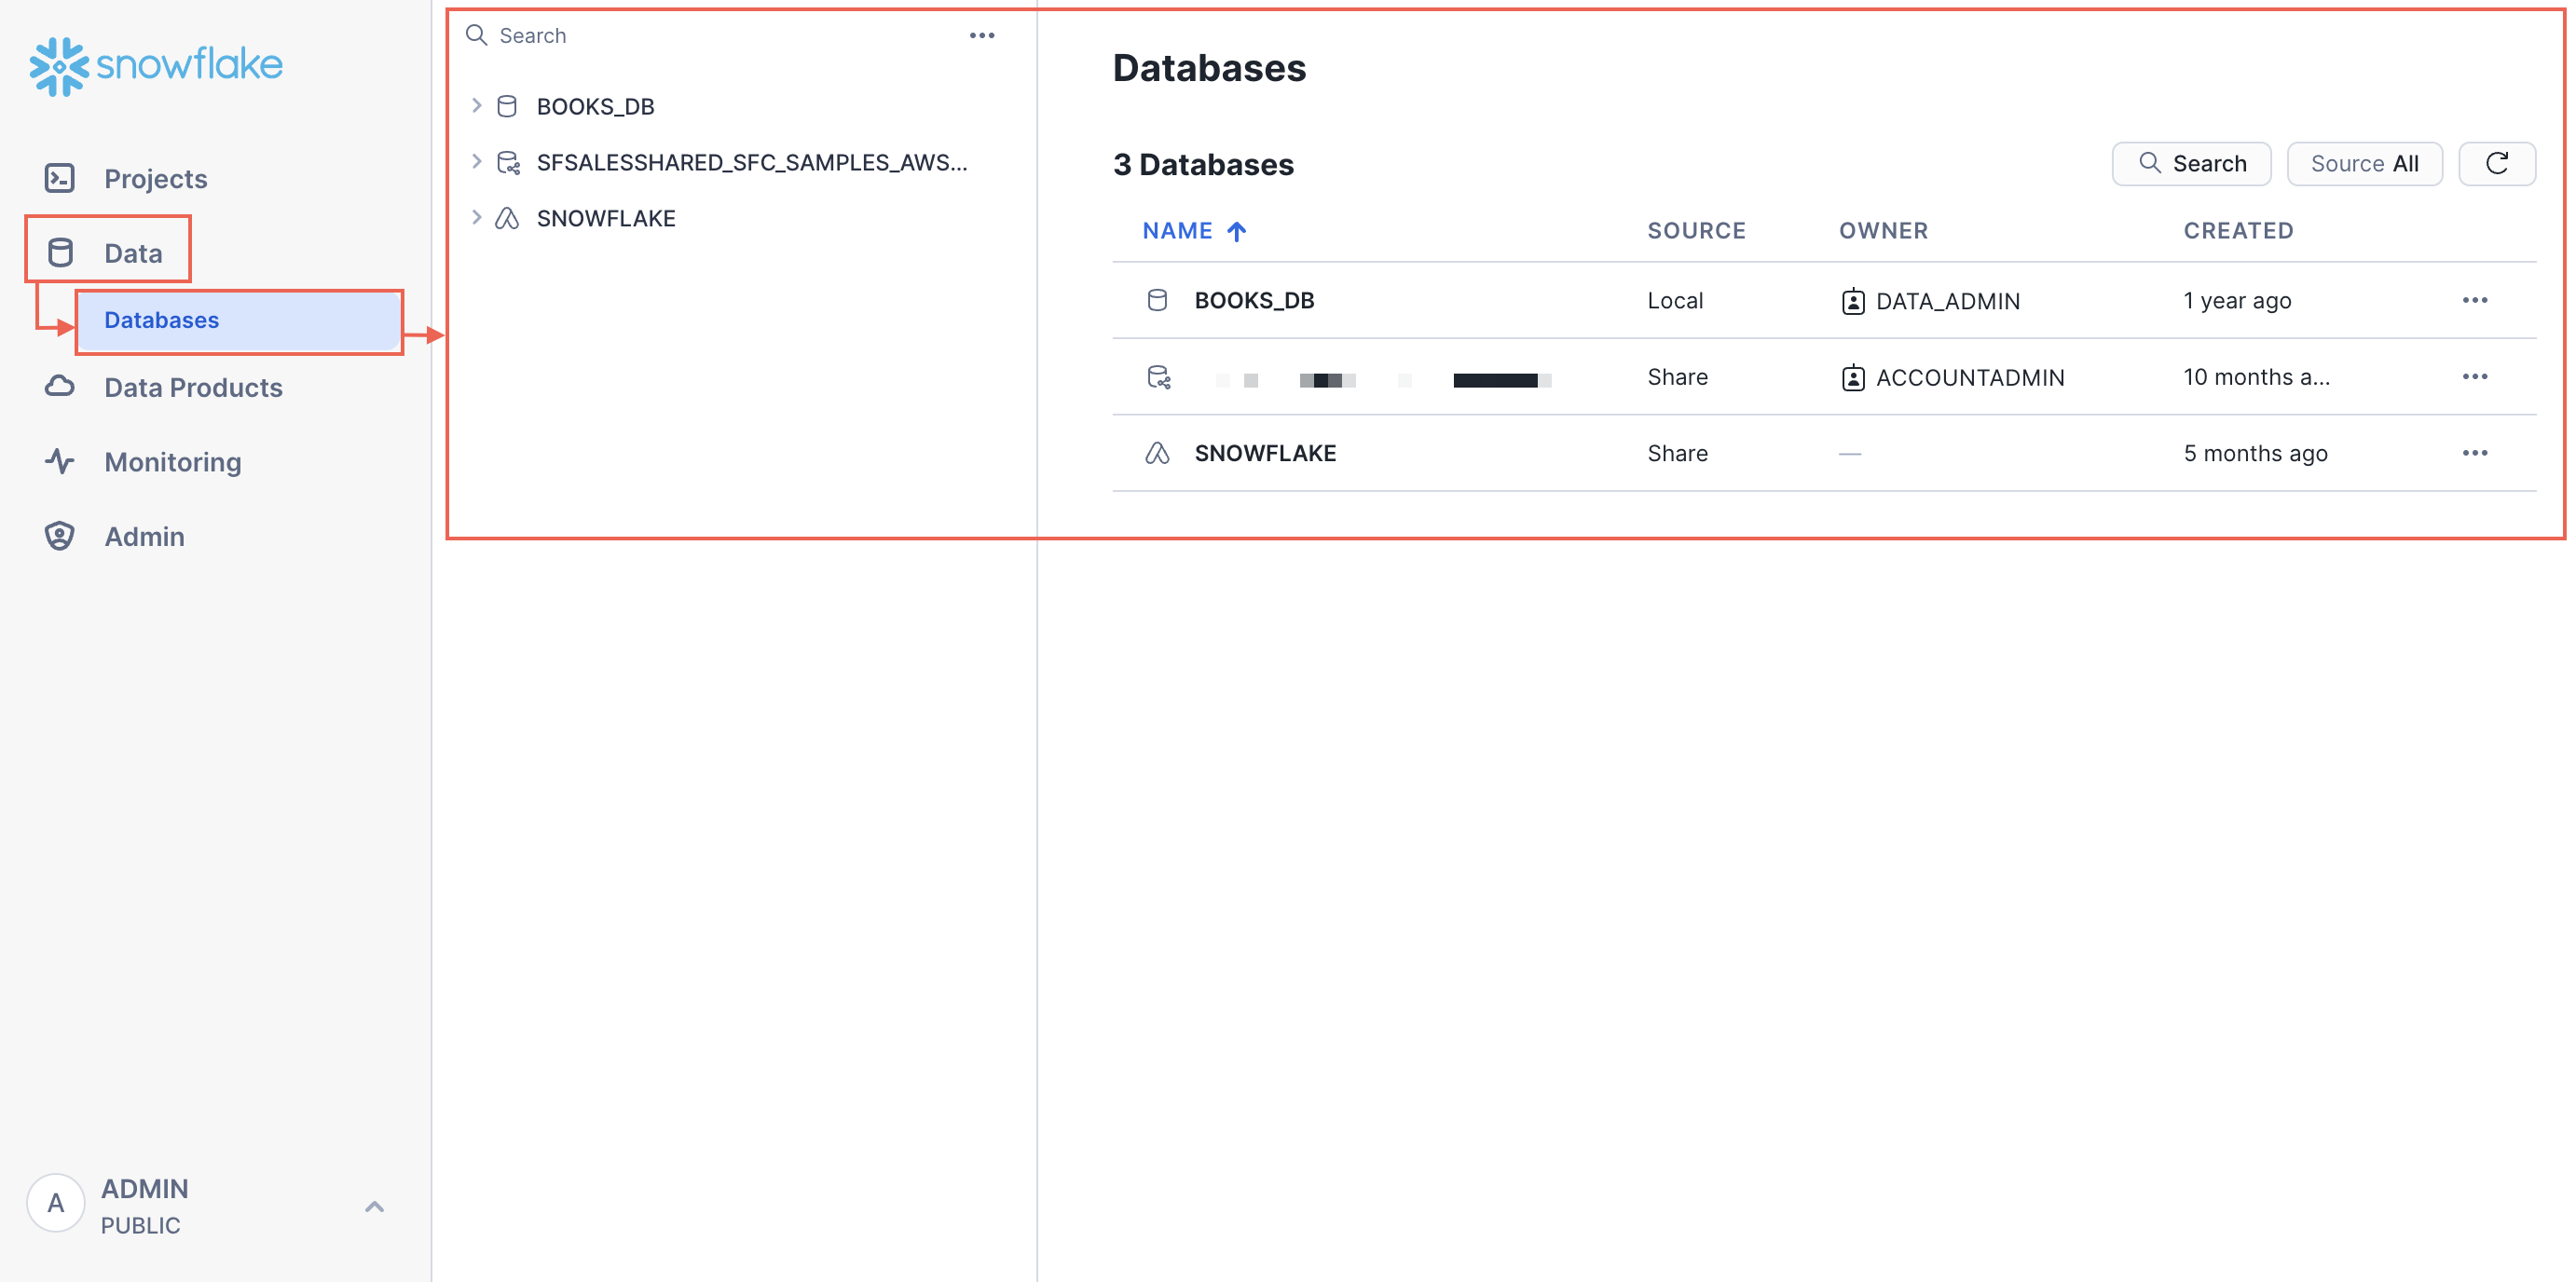 snowflake
Projects
Data
Databases
Data Products
Monitoring
Admin
A
ADMIN
PUBLIC
Search
BOOKS_DB
SFSALESSHARED_SFC_SAMPLES_AWS...
SNOWFLAKE
Databases
3 Databases
Search
Source All
NAME SOURCE OWNER CREATED
BOOKS_DB Local DATA_ADMIN 1 year ago
Share ACCOUNTADMIN 10 months a...
SNOWFLAKE Share — 5 months ago